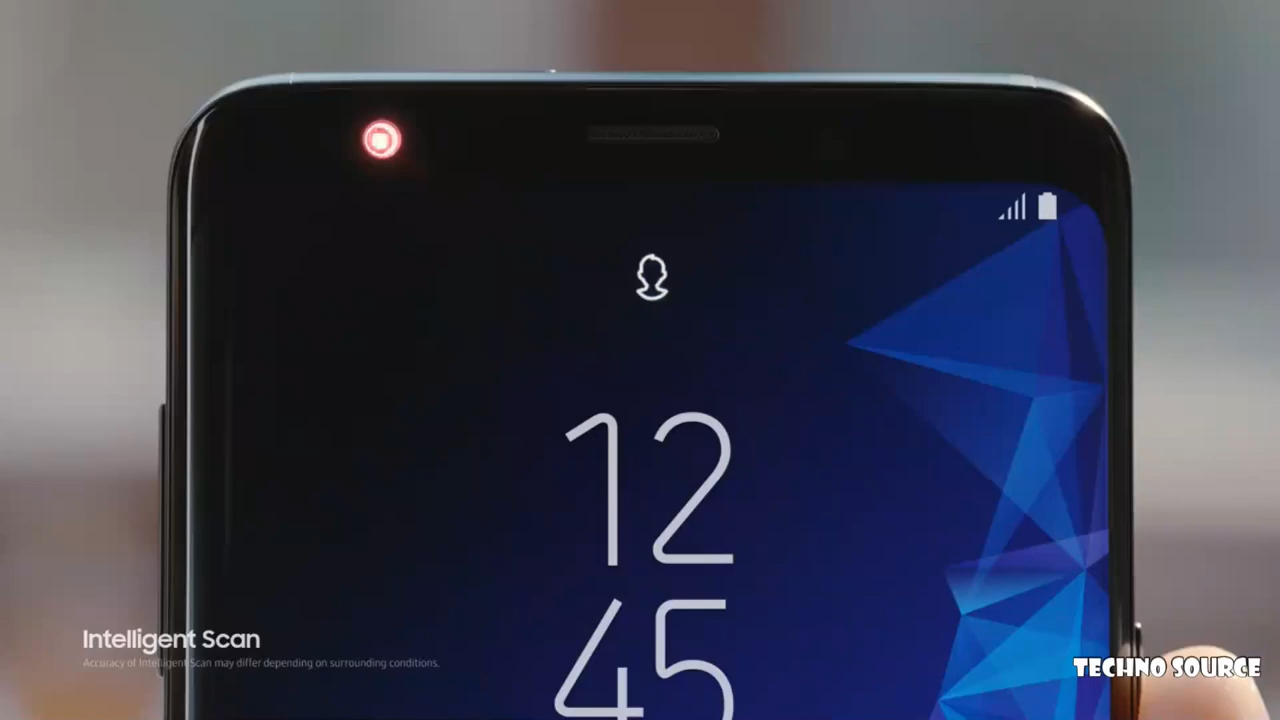 12
45
Intelligent Scan
Accuracy of Intelligent Scan may differ depending on surrounding conditions.
TECHNO SOURCE